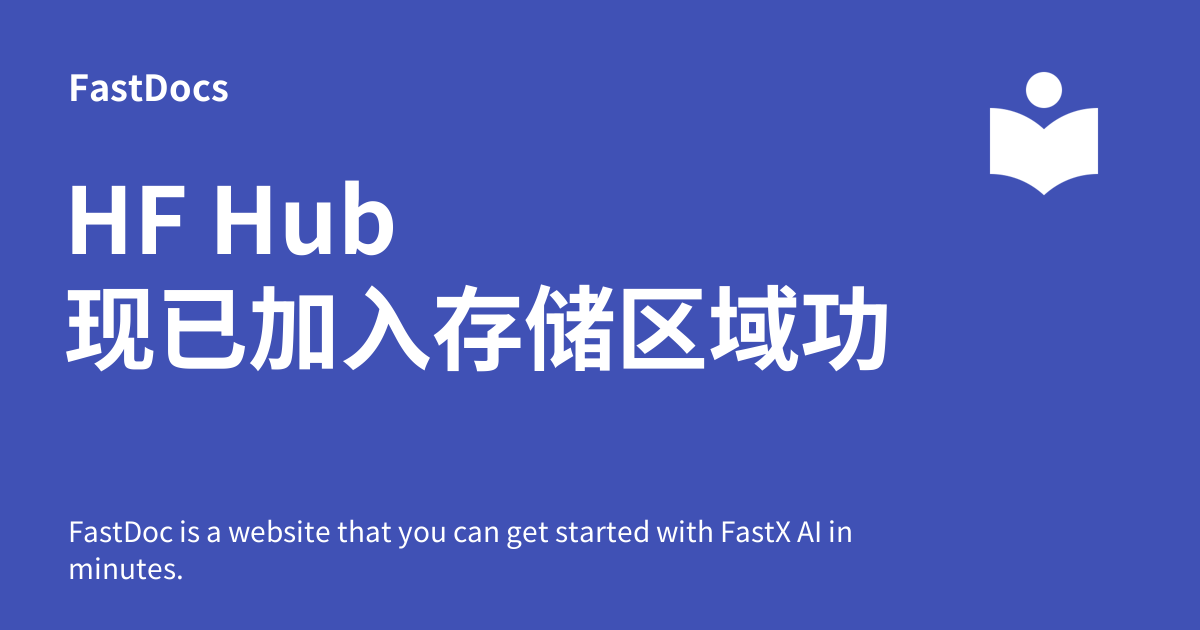 FastDocs
HF Hub
现已加入存储区域功
FastDoc is a website that you can get started with FastX AI in
minutes.